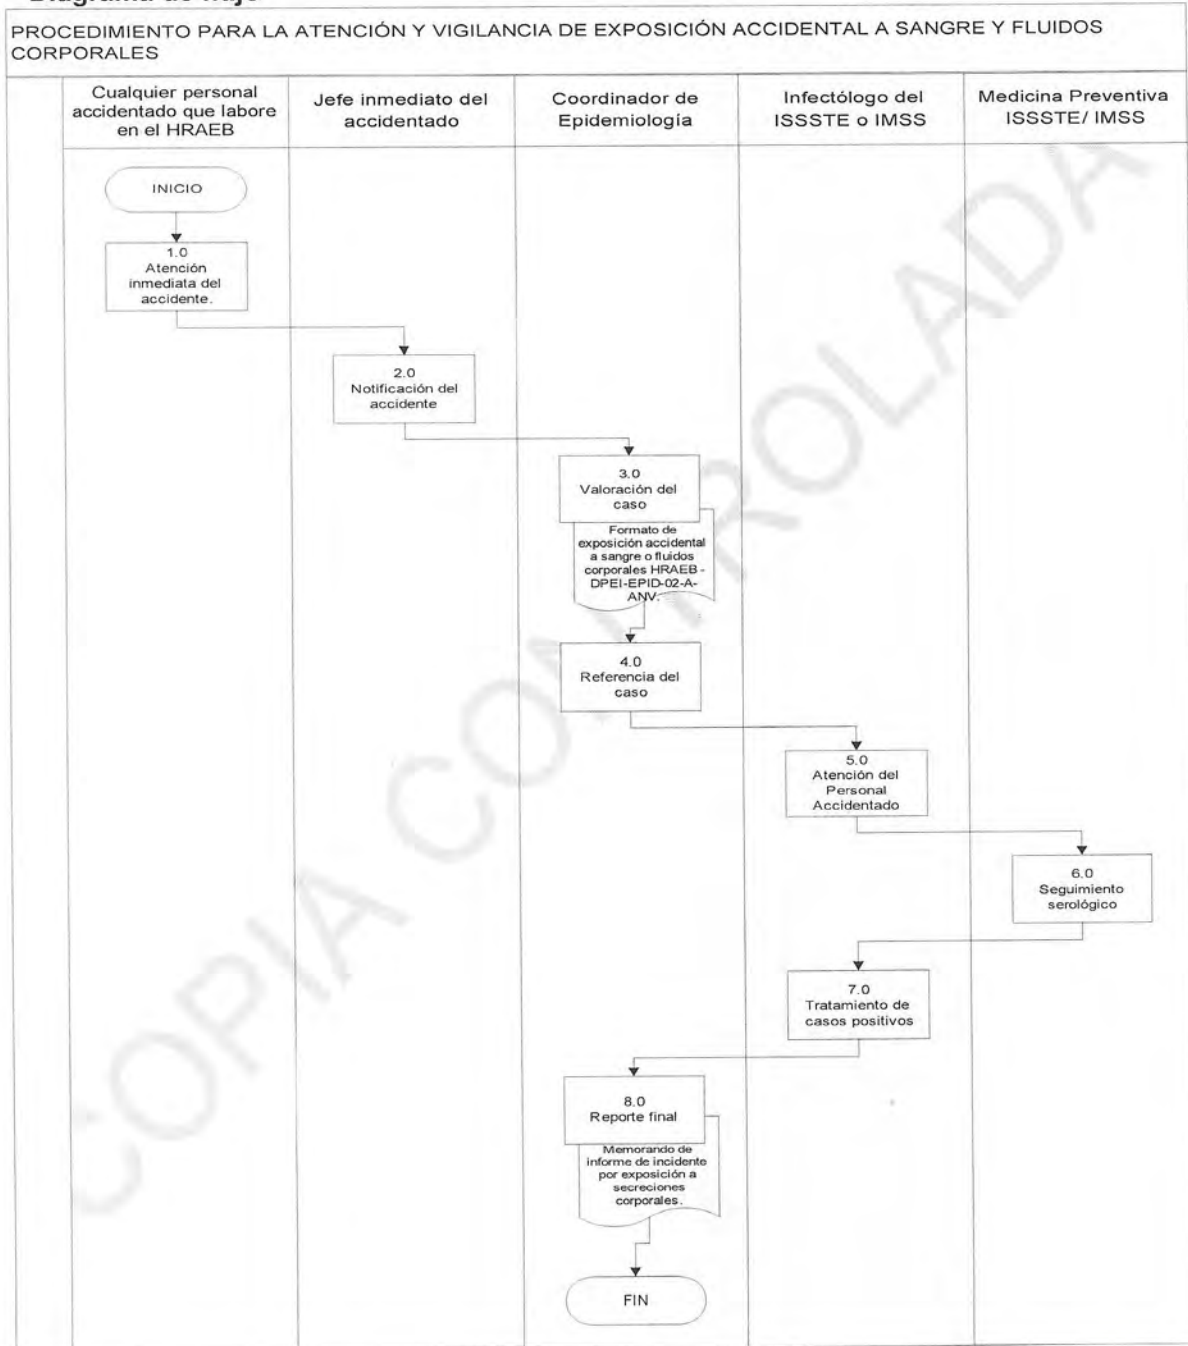 Diagrama de flujo
PROCEDIMIENTO PARA LA ATENCIÓN Y VIGILANCIA DE EXPOSICIÓN ACCIDENTAL A SANGRE Y FLUIDOS
CORPORALES
Cualquier personal
accidentado que labore
en el HRAEB
Jefe inmediato del
accidentado
Coordinador de
Epidemiología
Infectólogo del
ISSSTE o IMSS
Medicina Preventiva
ISSSTE/ IMSS
INICIO
1.0
Atención
inmediata del
accidente.
2.0
Notificación del
accidente
3.0
Valoración del
caso
Formato de
exposición accidental
a sangre o fluidos
corporales HRAEB -
DPEI-EPID-02-A-
ANV.
4.0
Referencia del
caso
5.0
Atención del
Personal
Accidentado
6.0
Seguimiento
serológico
7.0
Tratamiento de
casos positivos
8.0
Reporte final
Memorando de
informe de incidente
por exposición a
secreciones
corporales.
FIN
COPIA CONTROLADA